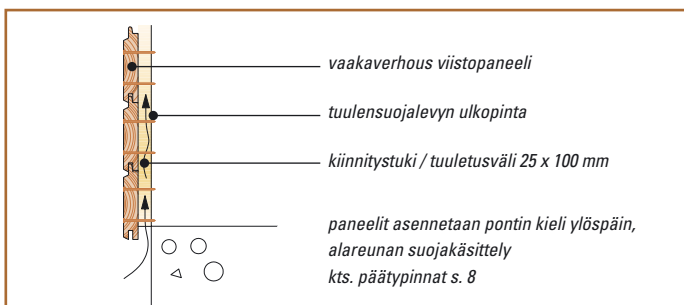 vaakaverhous viistopaneeli
tuulensuojalevyn ulkopinta
kiinnitystuki / tuuletusväli 25 x 100 mm
paneelit asennetaan pontin kieli ylöspäin,
alareunan suojakäsittely
kts. päätypinnat s. 8